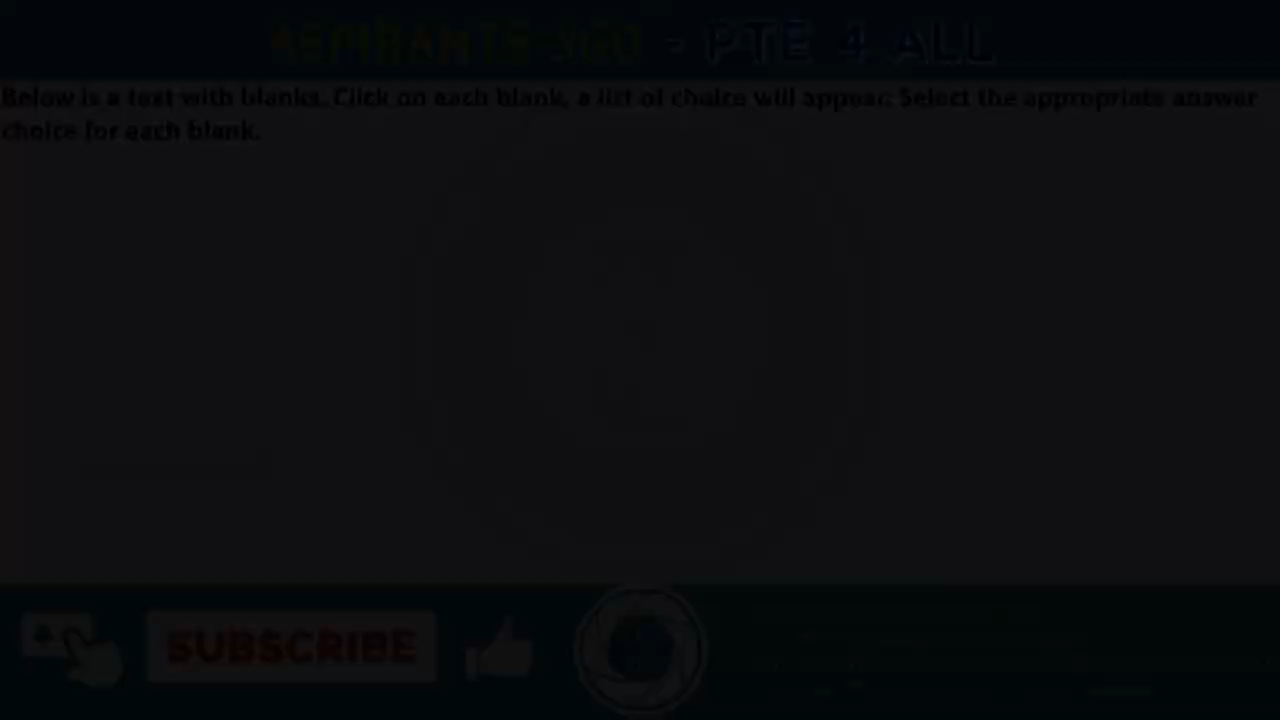 ASPIRANTS 360 - PTE 4 ALL
Below is a text with blanks. Click on each blank, a list of choice will appear. Select the appropriate answer
choice for each blank.
SUBSCRIBE